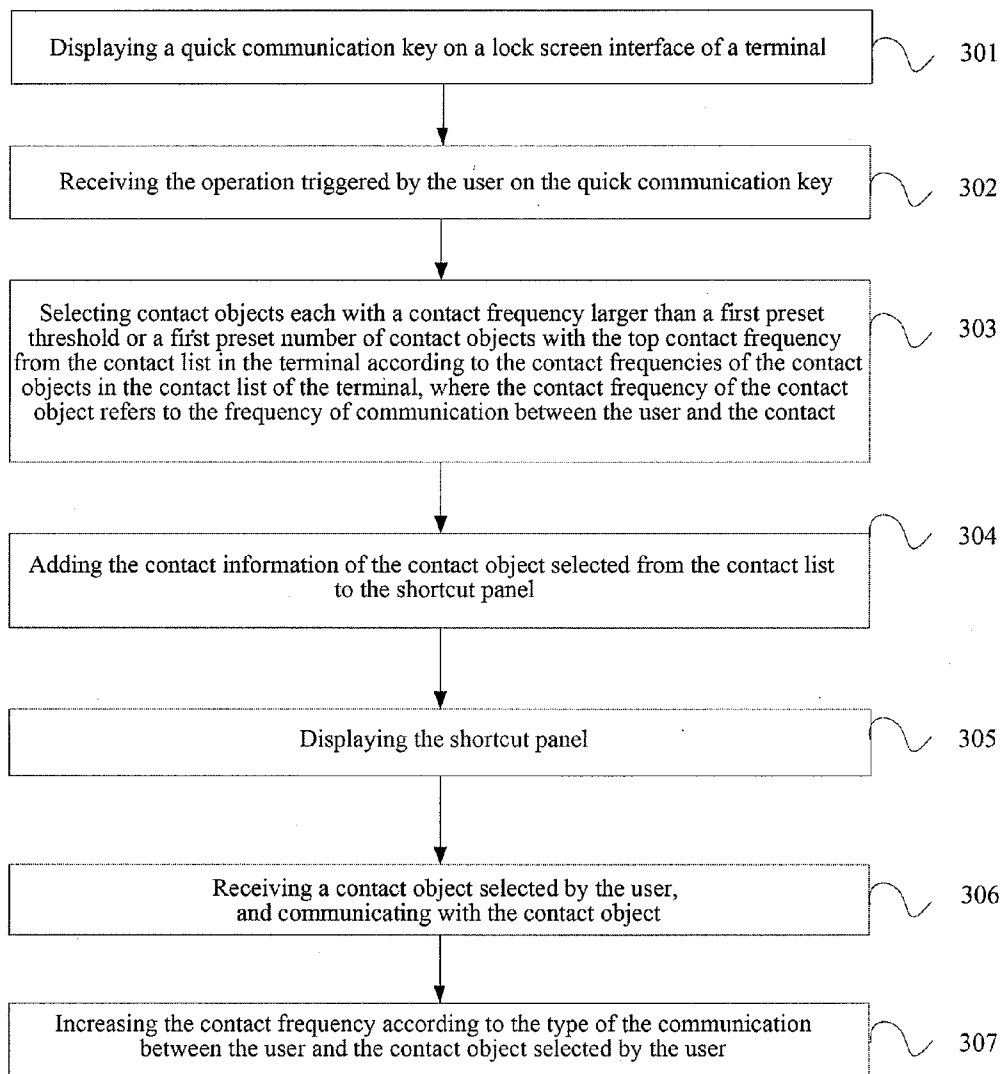 Displaying a quick communication key on a lock screen interface of a terminal
301
Receiving the operation triggered by the user on the quick communication key
302
Selecting contact objects each with a contact frequency larger than a first preset
threshold or a first preset number of contact objects with the top contact frequency
from the contact list in the terminal according to the contact frequencies of the contact
objects in the contact list of the terminal, where the contact frequency of the contact
object refers to the frequency of communication between the user and the contact
303
Adding the contact information of the contact object selected from the contact list
to the shortcut panel
304
Displaying the shortcut panel
305
Receiving a contact object selected by the user,
and communicating with the contact object
306
Increasing the contact frequency according to the type of the communication
between the user and the contact object selected by the user
307